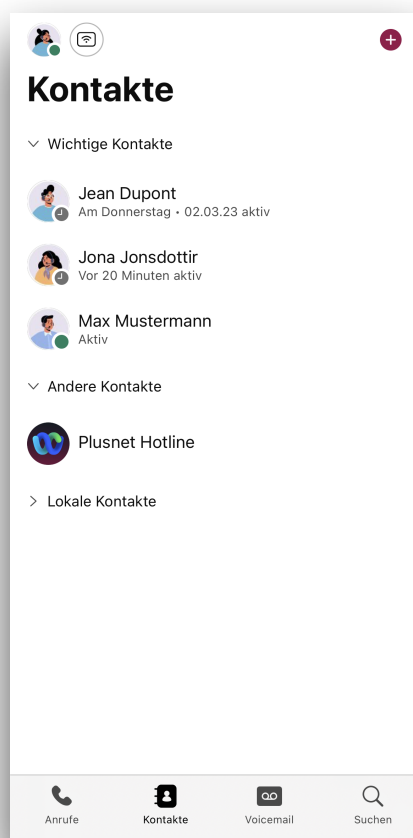 Kontakte
Wichtige Kontakte
Jean Dupont
Am Donnerstag • 02.03.23 aktiv
Jona Jonsdottir
Vor 20 Minuten aktiv
Max Mustermann
Aktiv
Andere Kontakte
Plusnet Hotline
Lokale Kontakte
Anrufe Kontakte Voicemail Suchen